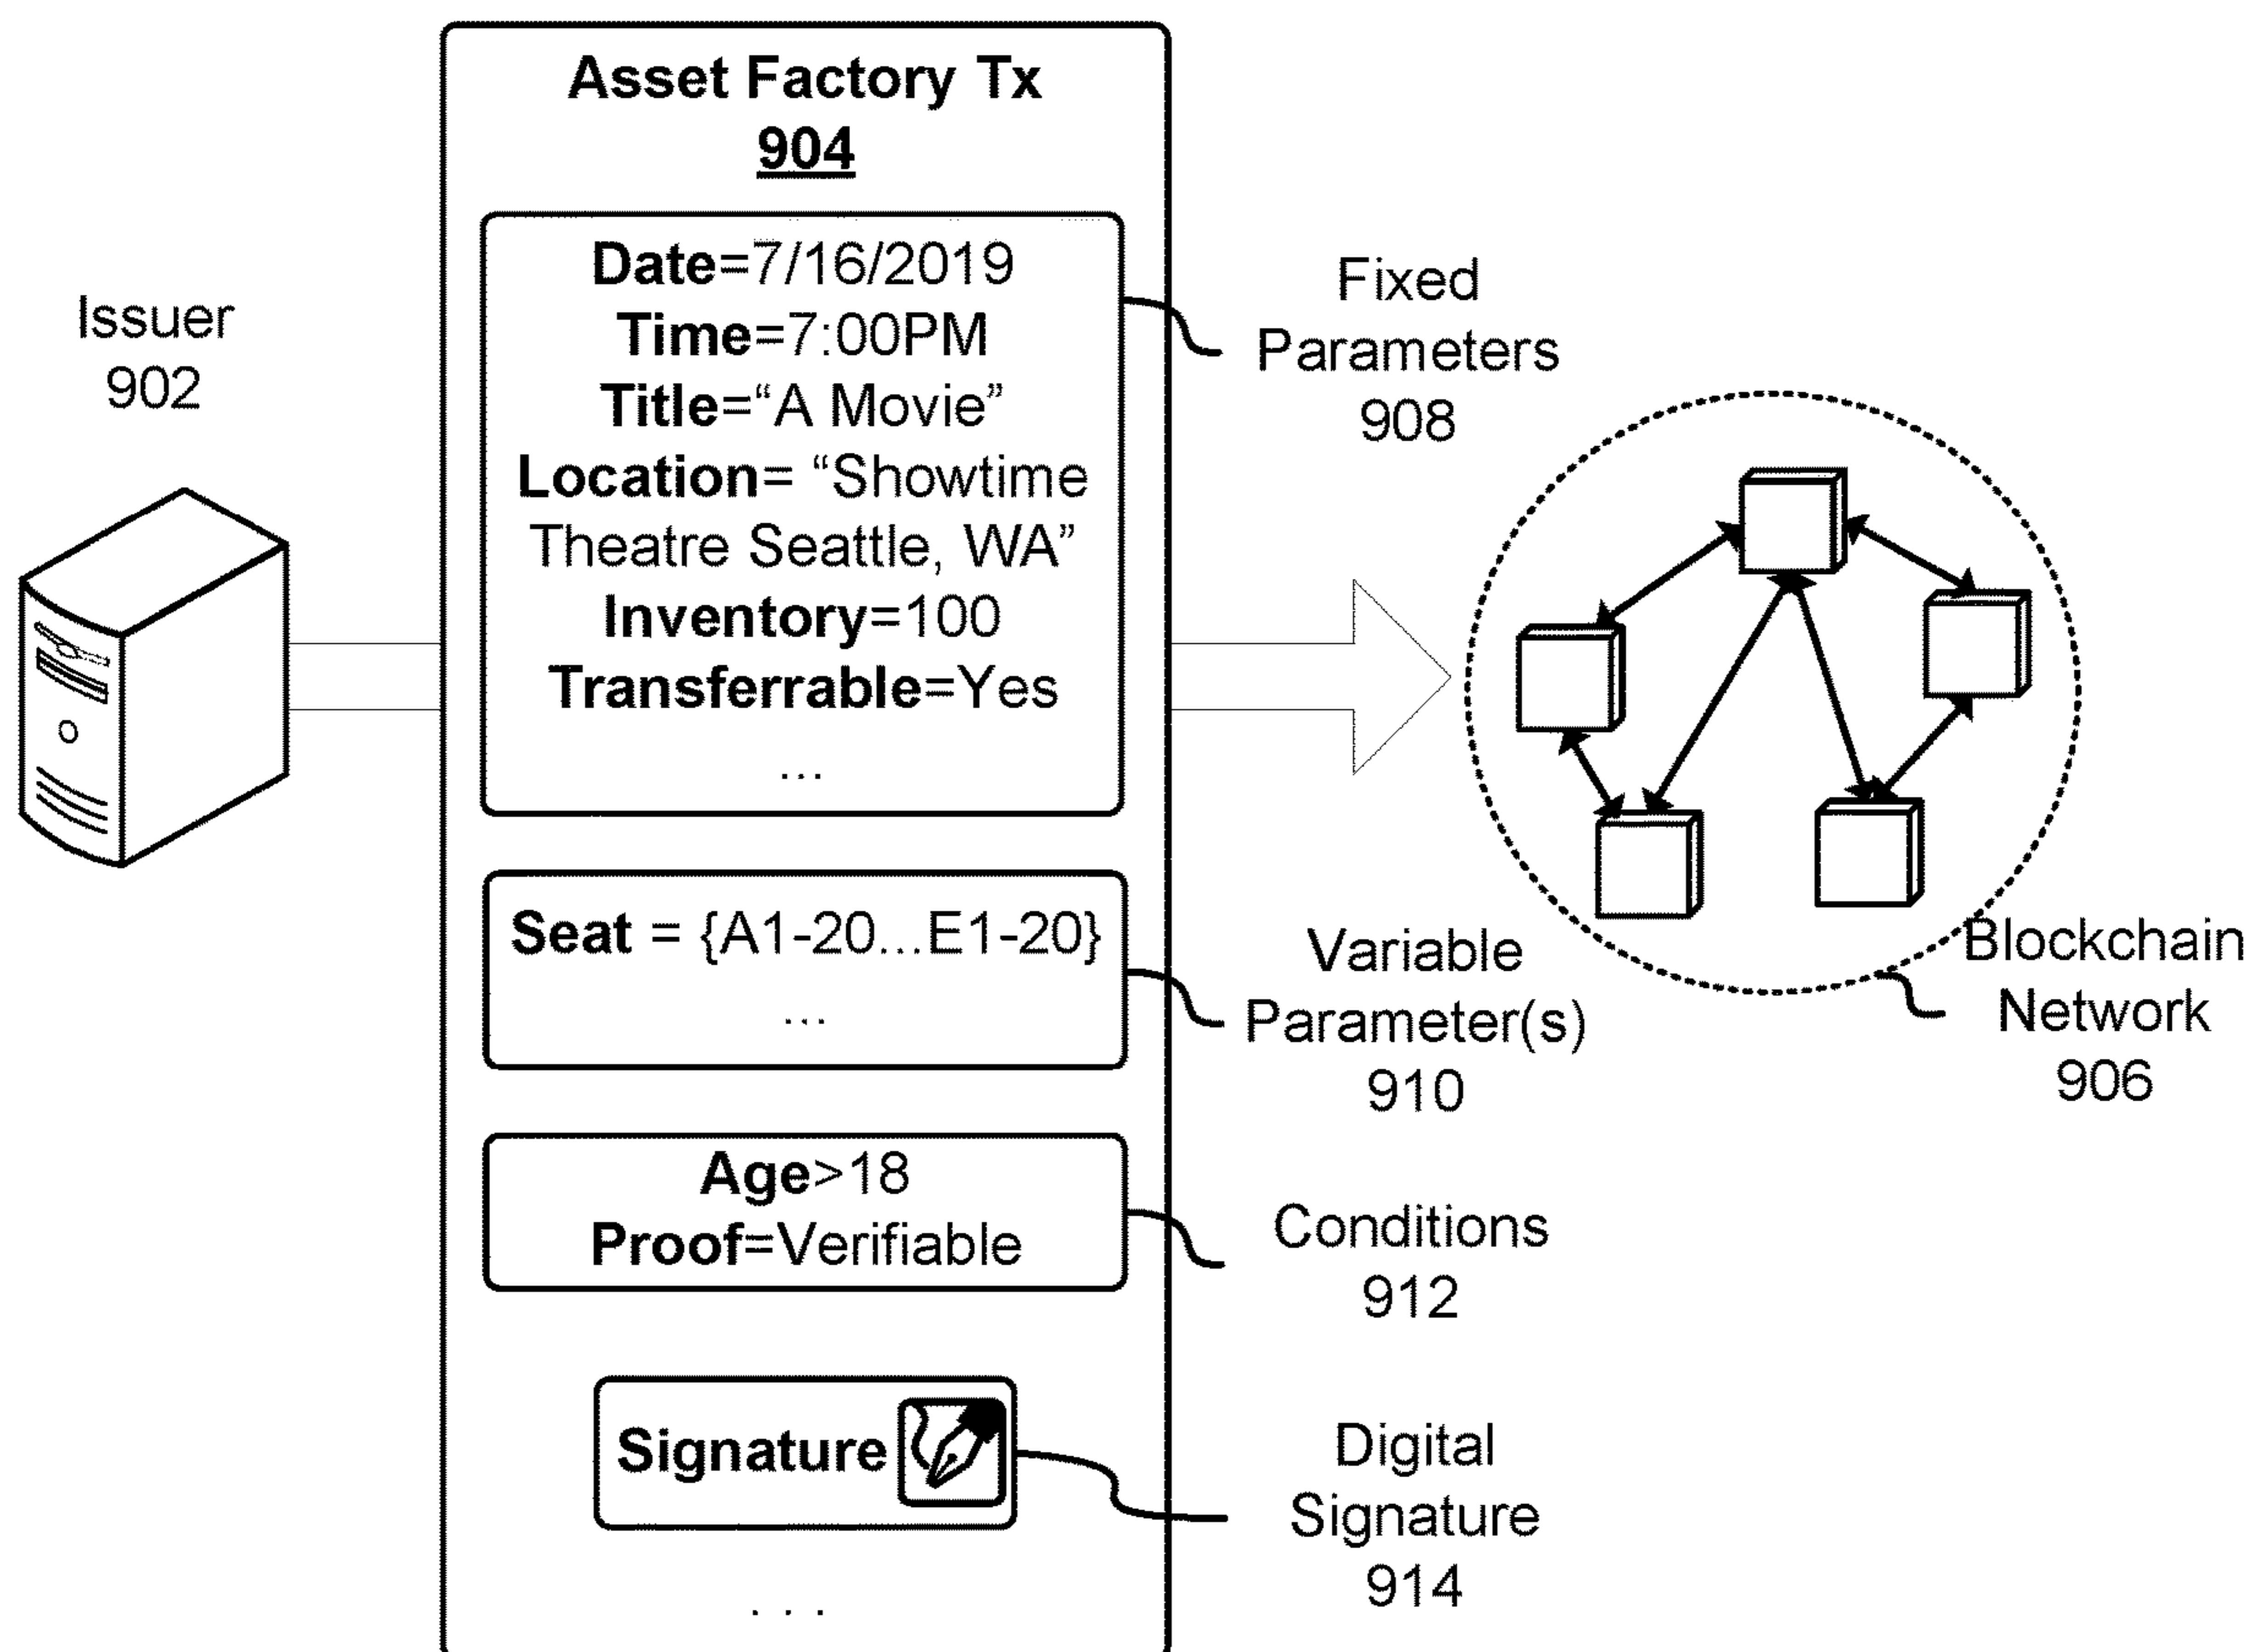 Asset Factory Tx
904
Issuer
902
Date=7/16/2019
Time=7:00PM
Title=“A Movie”
Location= “Showtime
Theatre Seattle, WA”
Inventory=100
Transferrable=Yes
...
Fixed
Parameters
908
Seat = {A1-20...E1-20}
...
Variable
Parameter(s)
910
Blockchain
Network
906
Age>18
Proof=Verifiable
Conditions
912
Signature
Digital
Signature
914
. . .